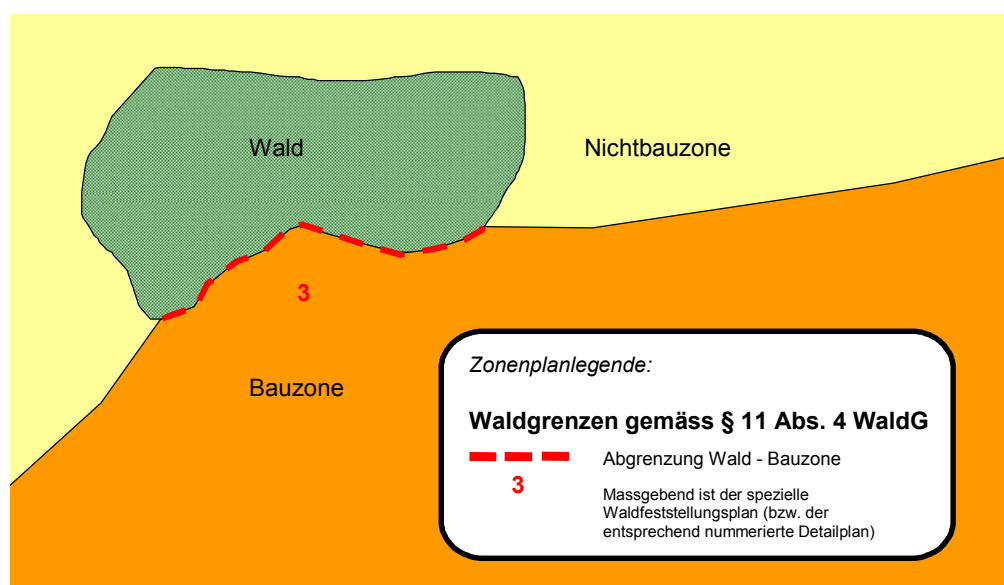 Wald
Nichtbauzone
3
Bauzone
Zonenplanlegende:
Waldgrenzen gemäss § 11 Abs. 4 WaldG
Abgrenzung Wald - Bauzone
3
Massgebend ist der spezielle
Waldfeststellungsplan (bzw. der
entsprechend nummerierte Detailplan)